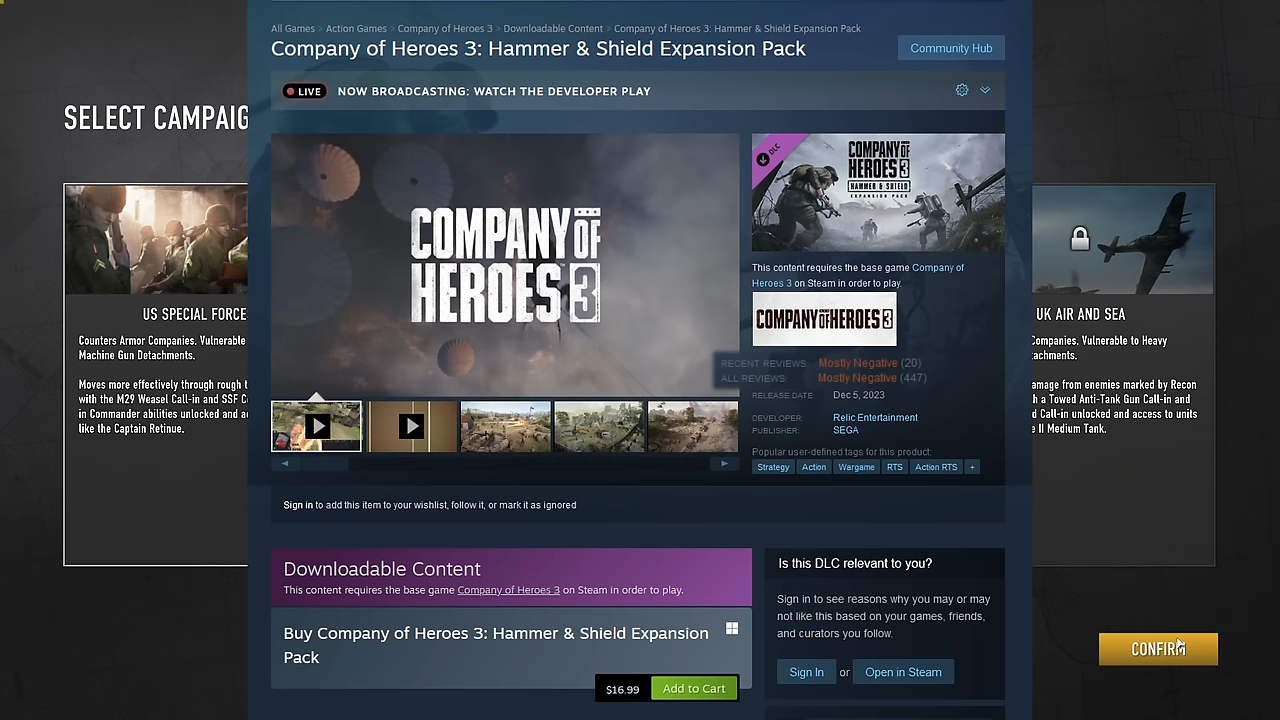 All Games > Action Games > Company of Heroes 3 > Downloadable Content > Company of Heroes 3: Hammer & Shield Expansion Pack
Company of Heroes 3: Hammer & Shield Expansion Pack
Community Hub
LIVE
NOW BROADCASTING: WATCH THE DEVELOPER PLAY
SELECT CAMPAIG
COMPANY OF
HEROES 3
DLC
COMPANY OF
HEROES 3
HAMMER & SHIELD
EXPANSION PACK
This content requires the base game Company of
Heroes 3 on Steam in order to play.
COMPANY OF HEROES 3
RECENT REVIEWS: Mostly Negative (20)
ALL REVIEWS: Mostly Negative (447)
RELEASE DATE: Dec 5, 2023
DEVELOPER: Relic Entertainment
PUBLISHER: SEGA
Popular user-defined tags for this product:
Strategy Action Wargame RTS Action RTS +
US SPECIAL FORCE
Counters Armor Companies. Vulnerable
Machine Gun Detachments.
Moves more effectively through rough t
with the M29 Weasel Call-in and SSF C
in Commander abilities unlocked and a
like the Captain Retinue.
UK AIR AND SEA
Companies. Vulnerable to Heavy
tachments.
amage from enemies marked by Recon
h a Towed Anti-Tank Gun Call-in and
d Call-in unlocked and access to units
e II Medium Tank.
Sign in to add this item to your wishlist, follow it, or mark it as ignored
Downloadable Content
This content requires the base game Company of Heroes 3 on Steam in order to play.
Buy Company of Heroes 3: Hammer & Shield Expansion
Pack
$16.99
Add to Cart
Is this DLC relevant to you?
Sign in to see reasons why you may or may
not like this based on your games, friends,
and curators you follow.
Sign In or Open in Steam
CONFIRM